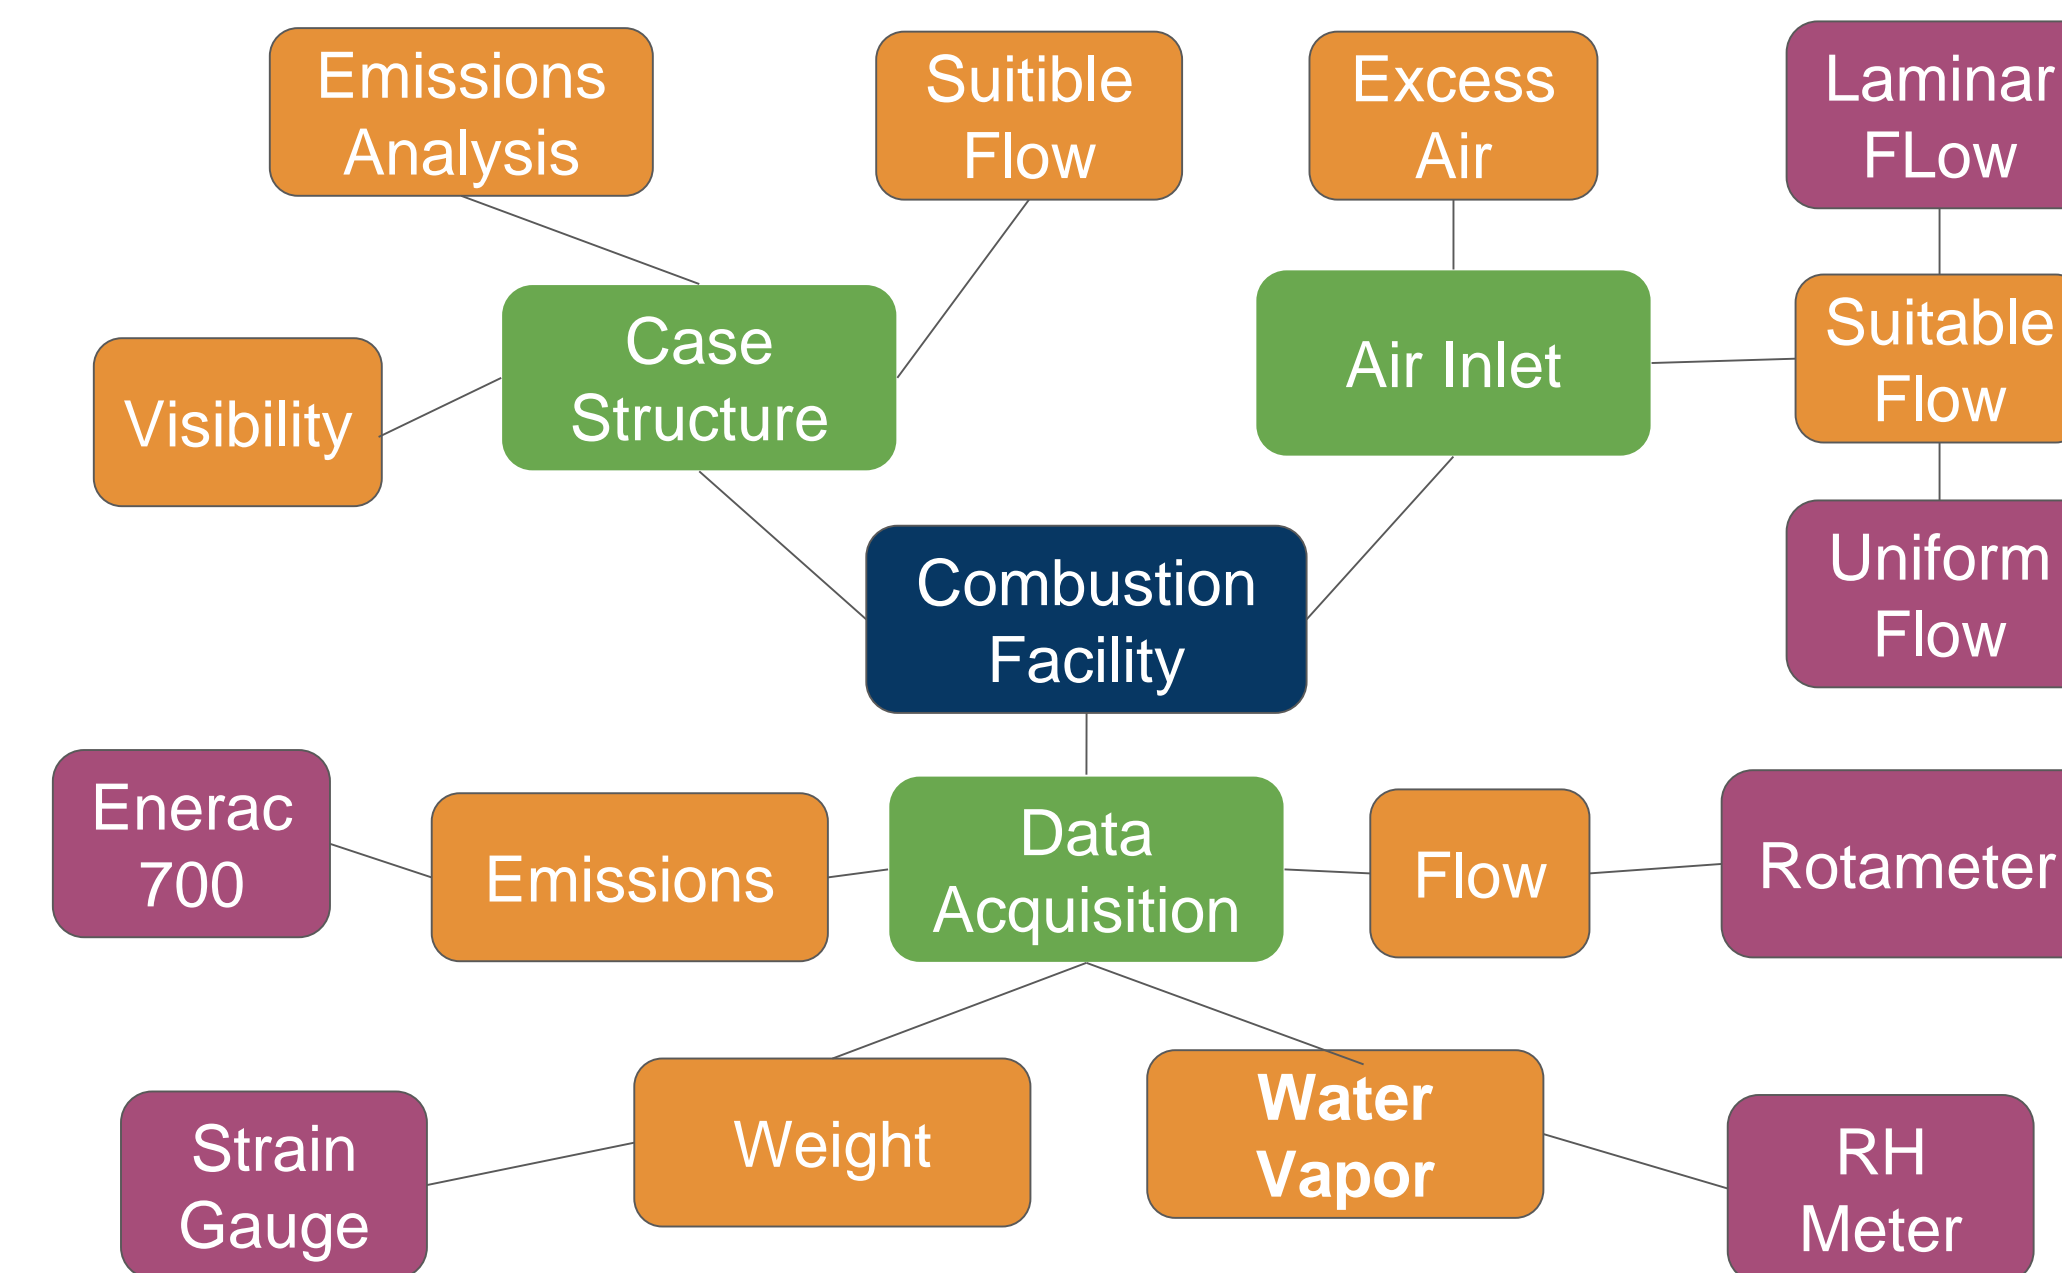 Emissions
Analysis
Suitible
Flow
Excess
Air
Laminar
FLow
Case
Structure
Air Inlet
Suitable
Flow
Visibility
Combustion
Facility
Uniform
Flow
Enerac
700
Emissions
Data
Acquisition
Flow
Rotameter
Strain
Gauge
Weight
Water
Vapor
RH
Meter